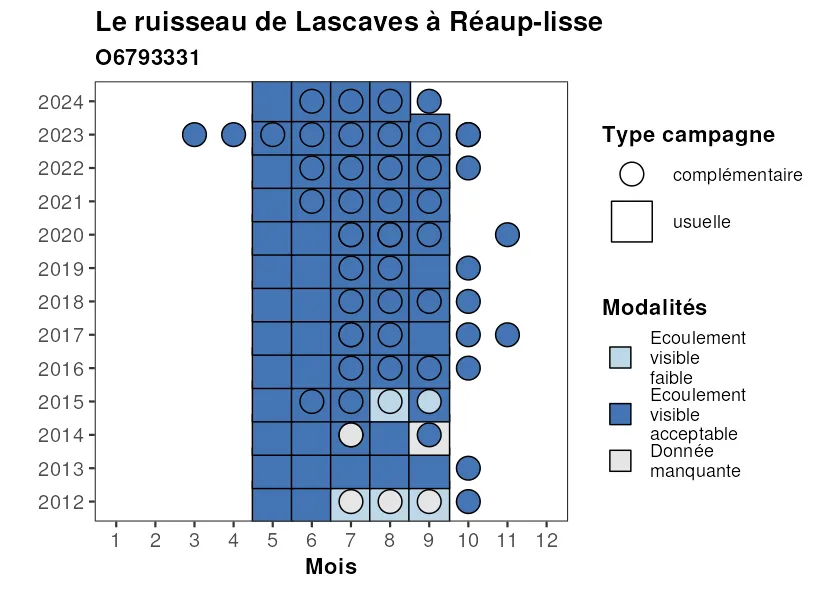 Le ruisseau de Lascaves à Réaup-lisse
O6793331
2024
2023
2022
2021
2020
2019
2018
2017
2016
2015
2014
2013
2012
1 2 3 4 5 6 7 8 9 10 11 12
Mois
Type campagne
complémentaire
usuelle
Modalités
Ecoulement
visible
faible
Ecoulement
visible
acceptable
Donnée
manquante